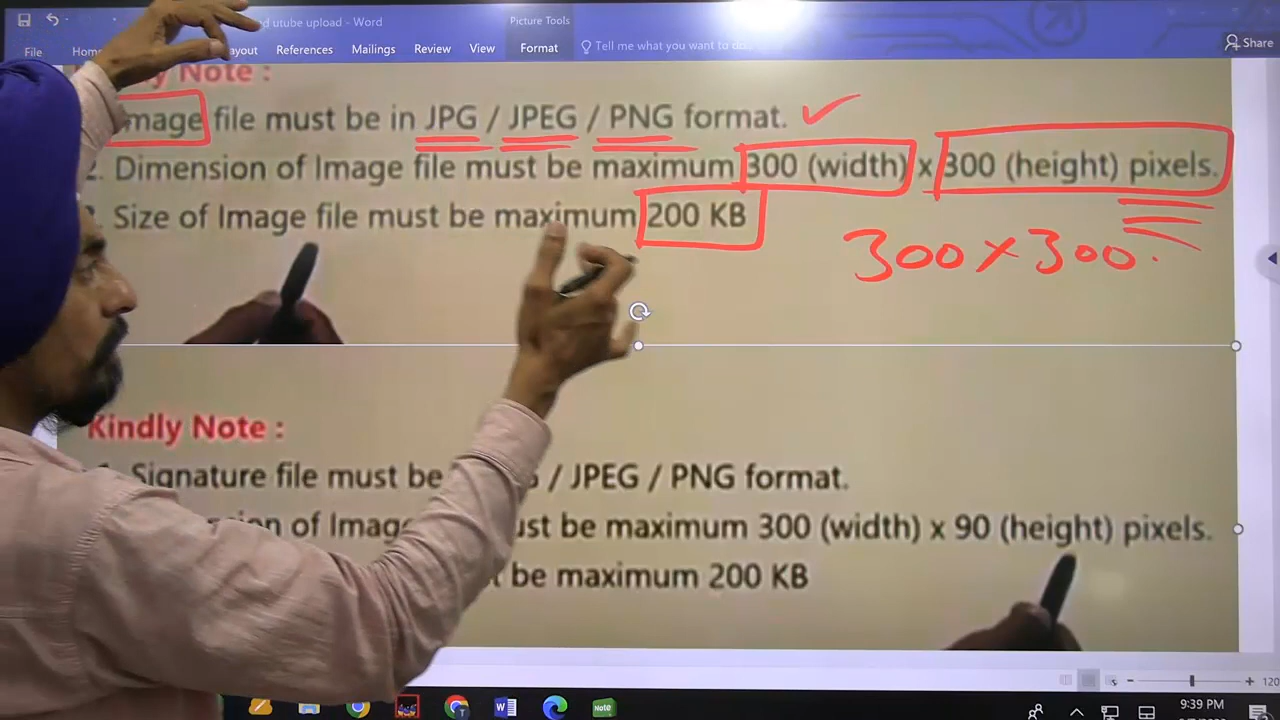 d utube upload - Word
Picture Tools
File
References
Mailings
Review
View
Format
Tell me what you want to do...
Share
Note :
Image file must be in JPG / JPEG / PNG format.
2. Dimension of Image file must be maximum 300 (width) x 300 (height) pixels.
Size of Image file must be maximum 200 KB
300 x 300.
Kindly Note :
Signature file must be / JPEG / PNG format.
of must be maximum 300 (width) x 90 (height) pixels.
be maximum 200 KB
Note
120
9:39 PM